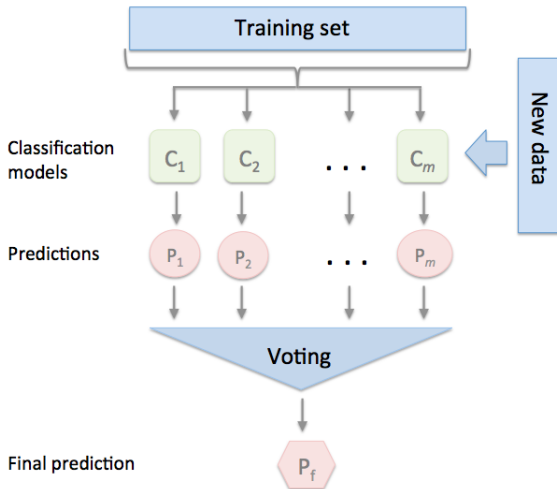 Training set
New data
Classification
models
C1 C2 . . . Cm
Predictions
P1 P2 . . . Pm
Voting
Final prediction
Pf